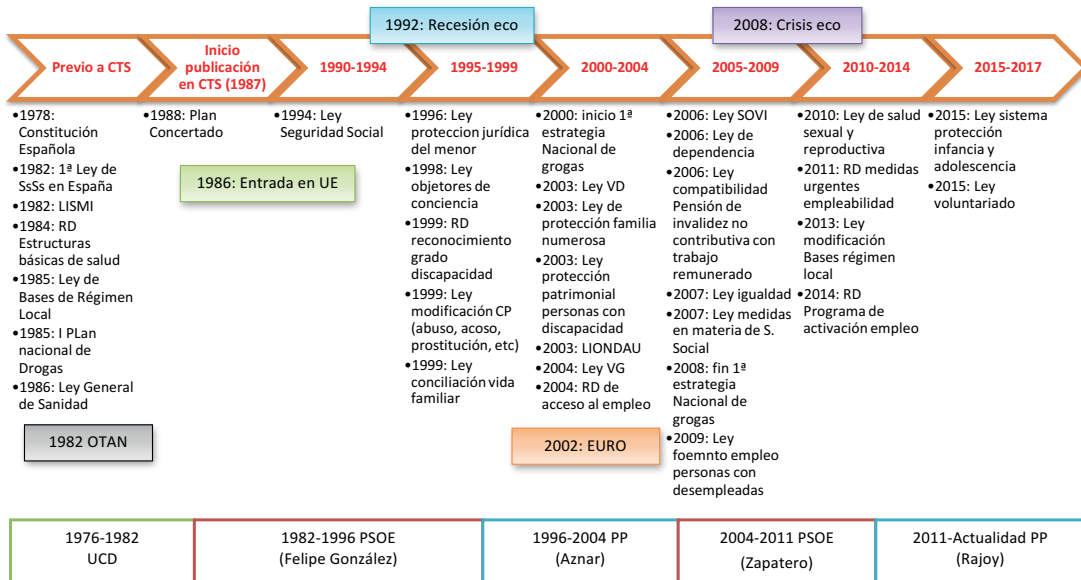 1992: Recesión eco
2008: Crisis eco
Previo a CTS
Inicio
publicación
en CTS (1987)
1990-1994
1995-1999
2000-2004
2005-2009
2010-2014
2015-2017
•1978:
Constitución
Española
•1982: 1ª Ley de
SsSs en España
•1982: LISMI
•1984: RD
Estructuras
básicas de salud
•1985: Ley de
Bases de Régimen
Local
•1985: I PLan
nacional de
Drogas
•1986: Ley General
de Sanidad
•1988: Plan
Concertado
•1994: Ley
Seguridad Social
1986: Entrada en UE
•1996: Ley
proteccion jurídica
del menor
•1998: Ley
objetores de
conciencia
•1999: RD
reconocimiento
grado
discapacidad
•1999: Ley
modificación CP
(abuso, acoso,
prostitución, etc)
•1999: Ley
conciliación vida
familiar
•2000: inicio 1ª
estrategia
Nacional de
grogas
•2003: Ley VD
•2003: Ley de
protección familia
numerosa
•2003: Ley
protección
patrimonial
personas con
discapacidad
•2003: LIONDAU
•2004: Ley VG
•2004: RD de
acceso al empleo
•2006: Ley SOVI
•2006: Ley de
dependencia
•2006: Ley
compatibilidad
Pensión de
invalidez no
contributiva con
trabajo
remunerado
•2007: Ley igualdad
•2007: Ley medidas
en materia de S.
Social
•2008: fin 1ª
estrategia
Nacional de
grogas
•2009: Ley
foemnto empleo
personas con
desempleadas
•2010: Ley de salud
sexual y
reproductiva
•2011: RD medidas
urgentes
empleabilidad
•2013: Ley
modificación
Bases régimen
local
•2014: RD
Programa de
activación empleo
•2015: Ley sistema
protección
infancia y
adolescencia
•2015: Ley
voluntariado
1982 OTAN
2002: EURO
1976-1982
UCD
1982-1996 PSOE
(Felipe González)
1996-2004 PP
(Aznar)
2004-2011 PSOE
(Zapatero)
2011-Actualidad PP
(Rajoy)